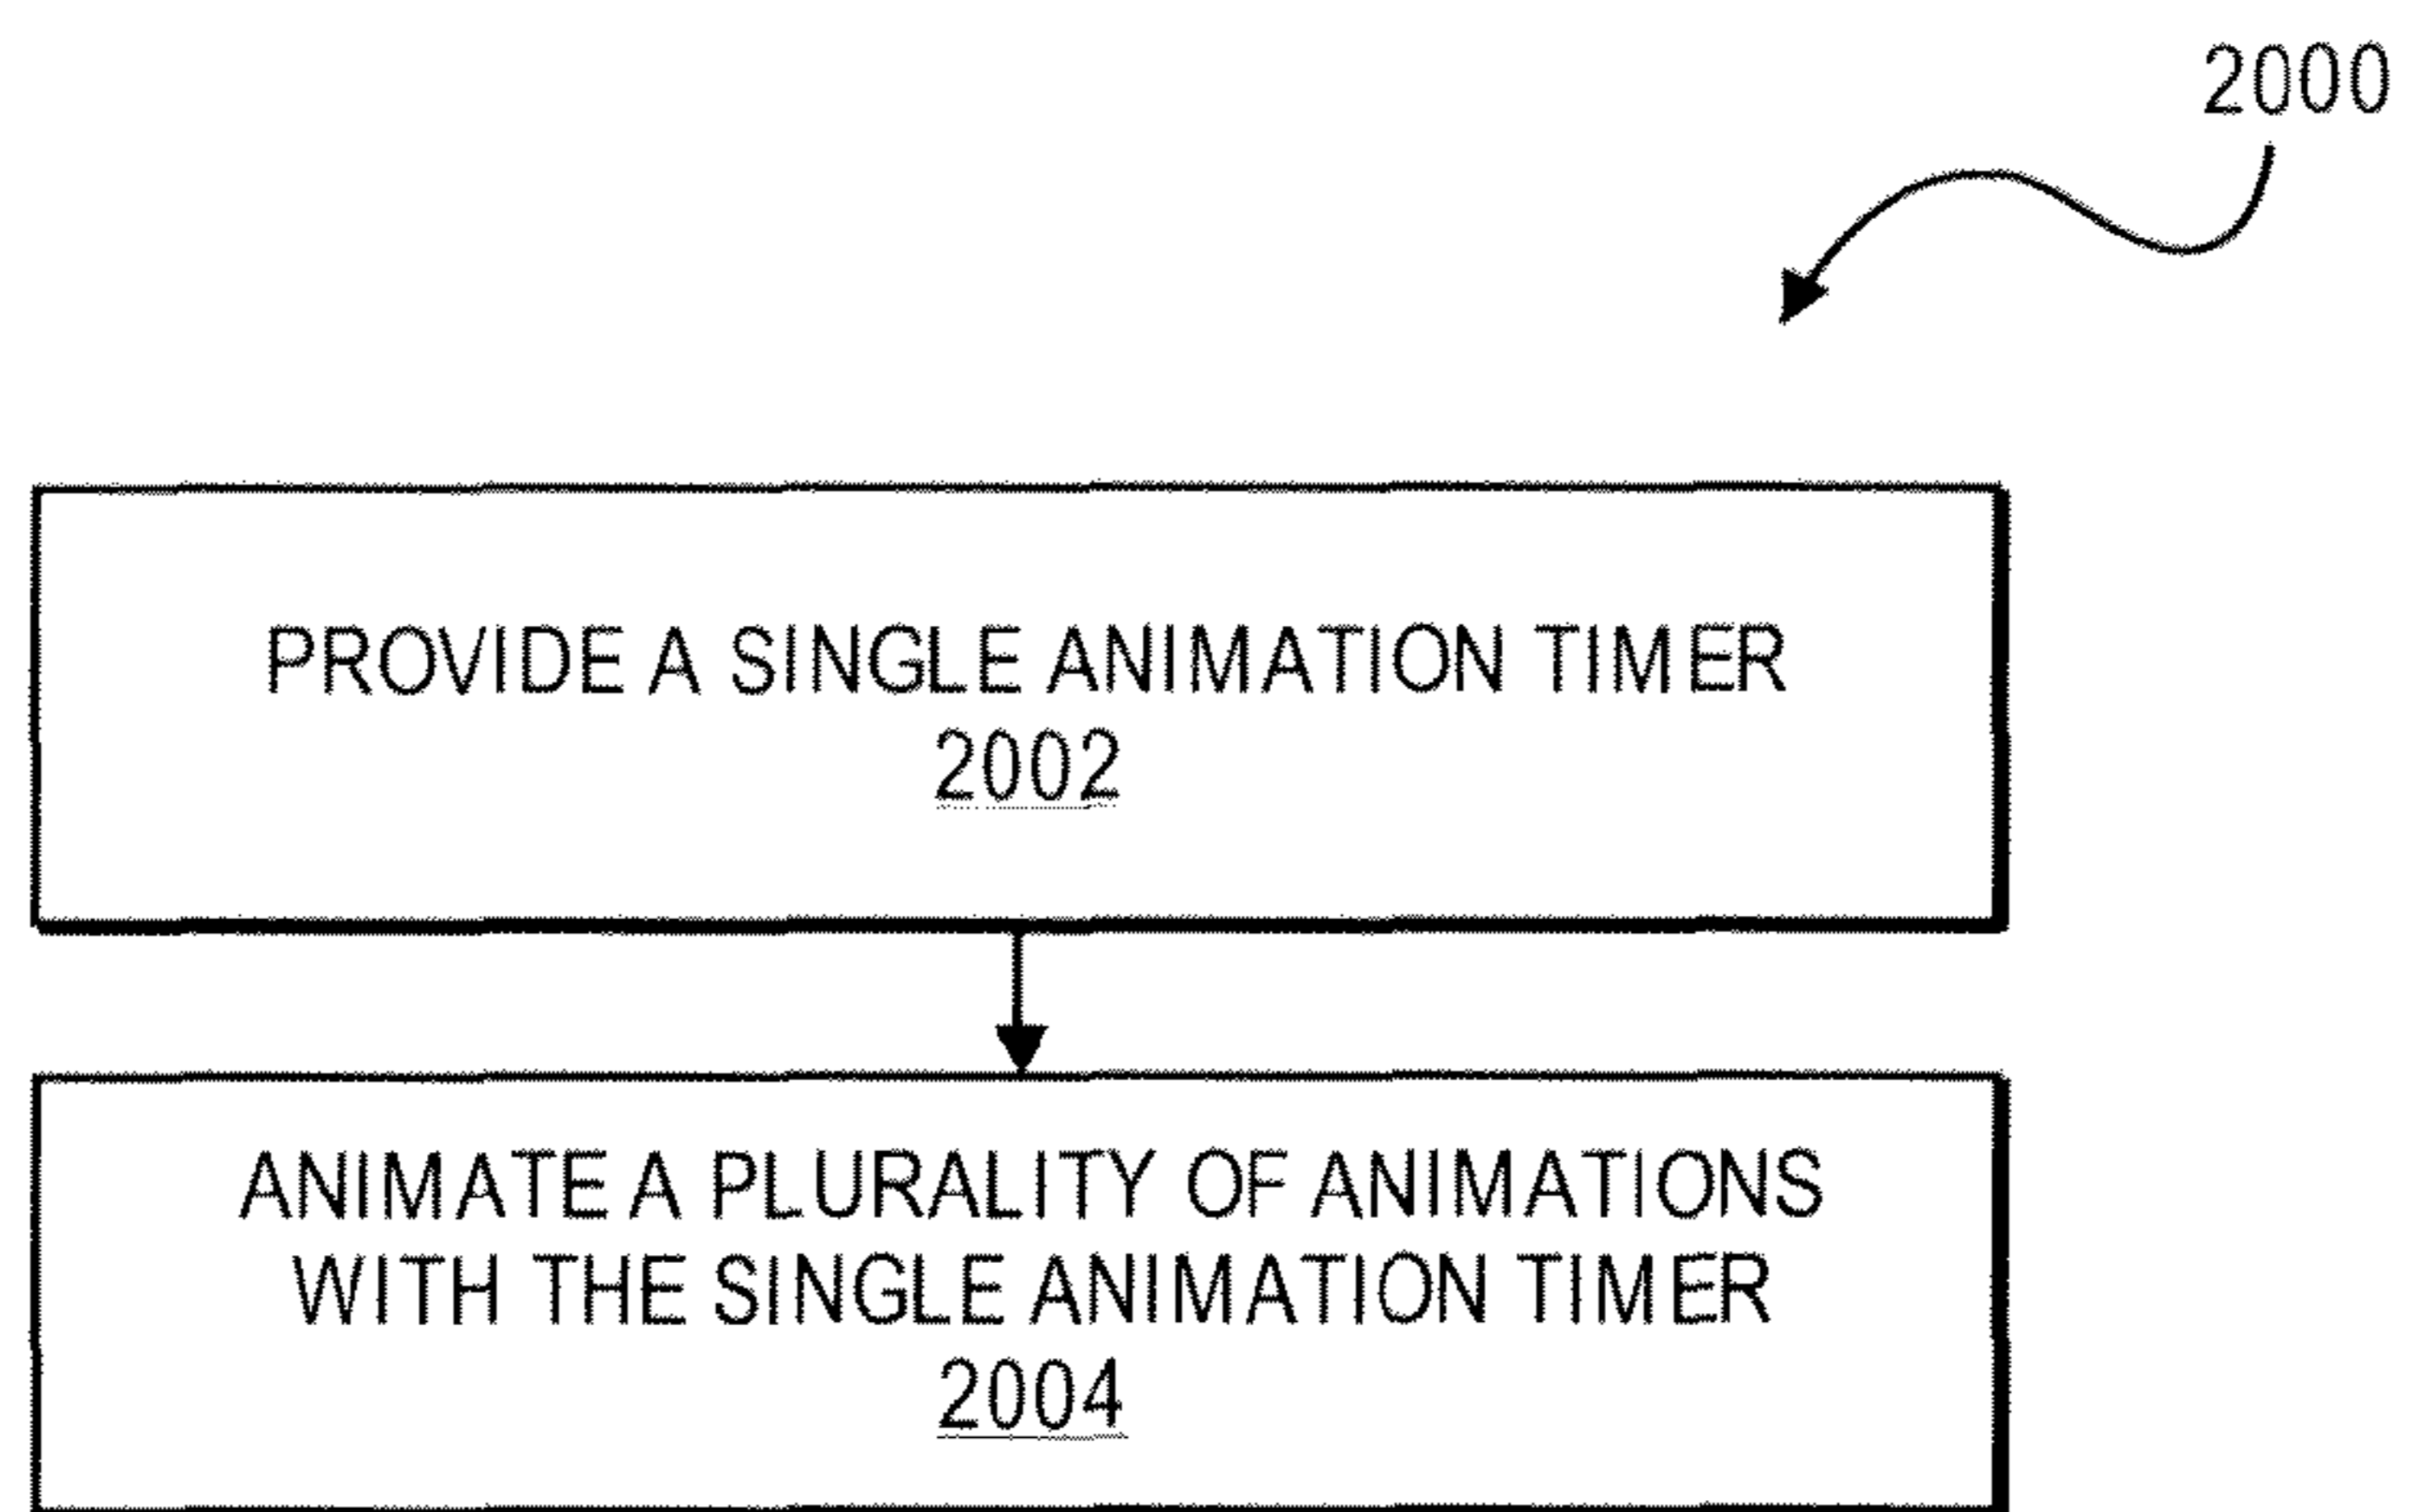 2000
PROVIDE A SINGLE ANIMATION TIMER
2002
ANIMATE A PLURALITY OF ANIMATIONS
WITH THE SINGLE ANIMATION TIMER
2004